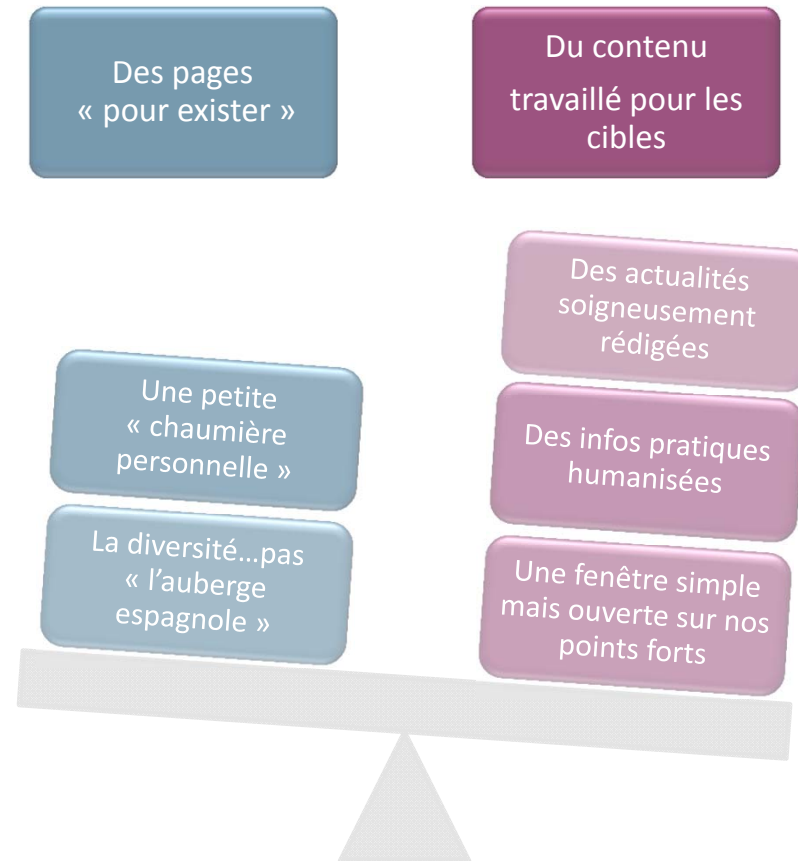 Des pages
« pour exister »
Du contenu
travaillé pour les
cibles
Des actualités
soigneusement
rédigées
Une petite
« chaumière
personnelle »
Des infos pratiques
humanisées
La diversité...pas
« l'auberge
espagnole »
Une fenêtre simple
mais ouverte sur nos
points forts